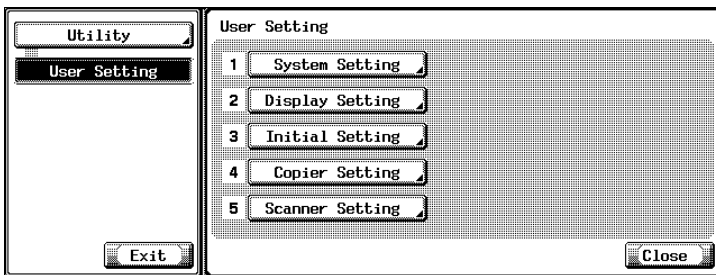 Utility
User Setting
Exit
User Setting
1 System Setting
2 Display Setting
3 Initial Setting
4 Copier Setting
5 Scanner Setting
Close